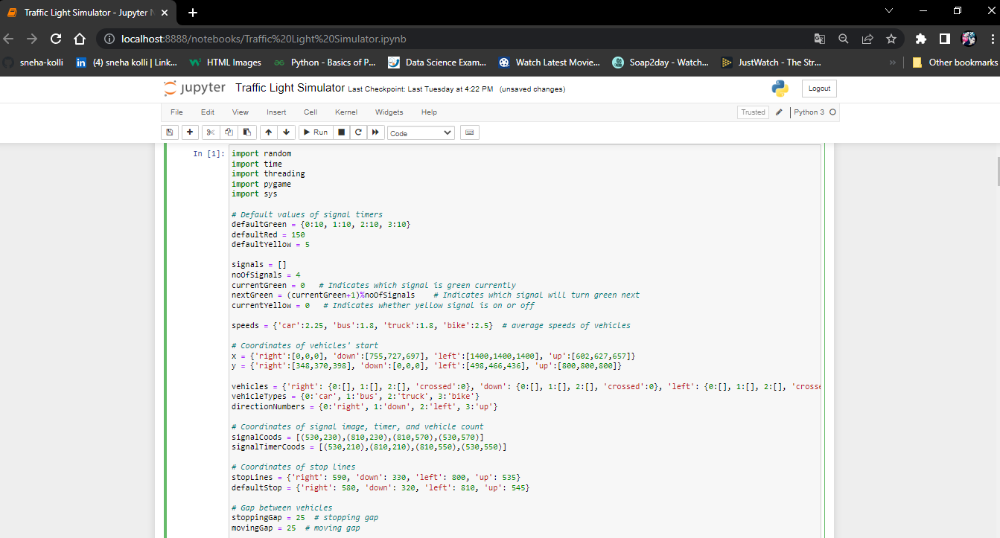 Traffic Light Simulator - Jupyter N
localhost:8888/notebooks/Traffic%20Light%20Simulator.ipynb
sneha-kolli
(4) sneha kolli | Link...
HTML Images
Python - Basics of P...
Data Science Exam...
Watch Latest Movie...
Soap2day - Watch...
JustWatch - The Str...
»
Other bookmarks
jupyter Traffic Light Simulator Last Checkpoint: Last Tuesday at 4:22 PM (unsaved changes)
Logout
File Edit View Insert Cell Kernel Widgets Help
Trusted Python 3
Run Code
In [1]: import random
import time
import threading
import pygame
import sys
# Default values of signal timers
defaultGreen = {0:10, 1:10, 2:10, 3:10}
defaultRed = 150
defaultYellow = 5
signals = []
noOfSignals = 4
currentGreen = 0   # Indicates which signal is green currently
nextGreen = (currentGreen+1)%noOfSignals    # Indicates which signal will turn green next
currentYellow = 0   # Indicates whether yellow signal is on or off
speeds = {'car':2.25, 'bus':1.8, 'truck':1.8, 'bike':2.5}  # average speeds of vehicles
# Coordinates of vehicles' start
x = {'right':[0,0,0], 'down':[755,727,697], 'left':[1400,1400,1400], 'up':[602,627,657]}
y = {'right':[348,370,398], 'down':[0,0,0], 'left':[498,466,436], 'up':[800,800,800]}
vehicles = {'right': {0:[], 1:[], 2:[], 'crossed':0}, 'down': {0:[], 1:[], 2:[], 'crossed':0}, 'left': {0:[], 1:[], 2:[], 'crosse
vehicleTypes = {0:'car', 1:'bus', 2:'truck', 3:'bike'}
directionNumbers = {0:'right', 1:'down', 2:'left', 3:'up'}
# Coordinates of signal image, timer, and vehicle count
signalCoods = [(530,230),(810,230),(810,570),(530,570)]
signalTimerCoods = [(530,210),(810,210),(810,550),(530,550)]
# Coordinates of stop lines
stopLines = {'right': 590, 'down': 330, 'left': 800, 'up': 535}
defaultStop = {'right': 580, 'down': 320, 'left': 810, 'up': 545}
# Gap between vehicles
stoppingGap = 25  # stopping gap
movingGap = 25  # moving gap